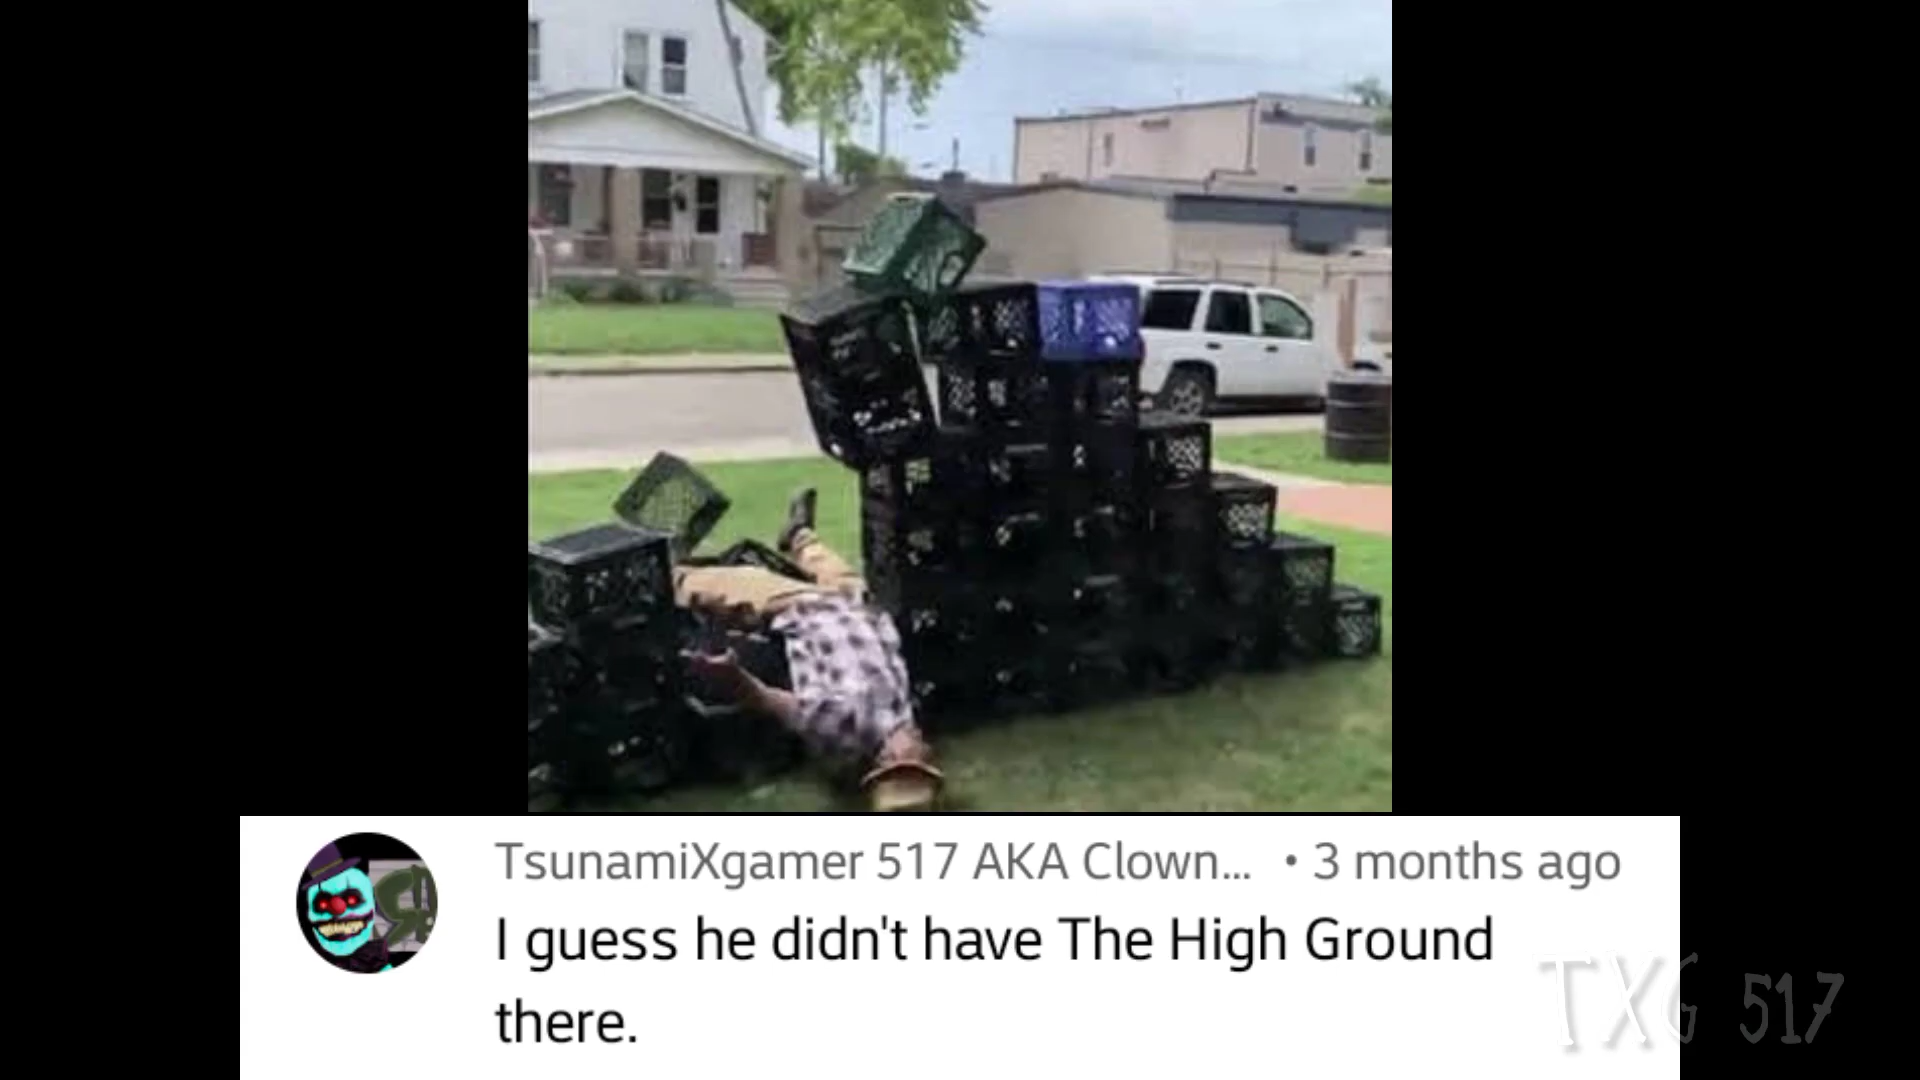 TsunamiXgamer 517 AKA Clown... • 3 months ago
I guess he didn't have The High Ground
there.
TXG 517